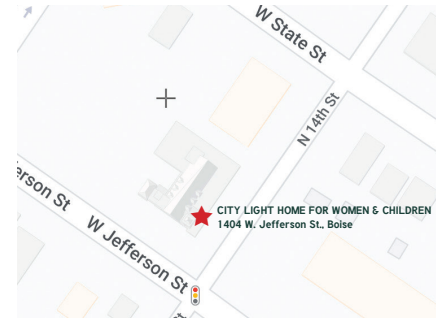 W State St
N 14th St
erson St
W Jefferson St
CITY LIGHT HOME FOR WOMEN & CHILDREN
1404 W. Jefferson St., Boise